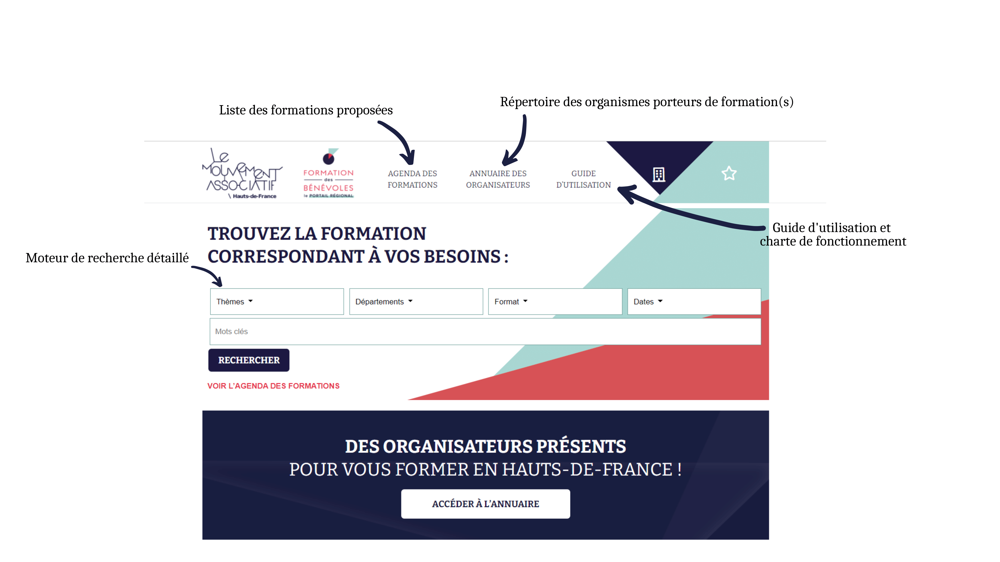 Répertoire des organismes porteurs de formation(s)
Liste des formations proposées
Le
MOUVEMENT
ASSOCIATIF
\ Hauts-de-France
FORMATION
des
BÉNÉVOLES
le PORTAIL RÉGIONAL
AGENDA DES
FORMATIONS
ANNUAIRE DES
ORGANISATEURS
GUIDE
D'UTILISATION
Guide d'utilisation et
charte de fonctionnement
TROUVEZ LA FORMATION
CORRESPONDANT À VOS BESOINS :
Moteur de recherche détaillé
Thèmes
Départements
Format
Dates
Mots clés
RECHERCHER
VOIR L'AGENDA DES FORMATIONS
DES ORGANISATEURS PRÉSENTS
POUR VOUS FORMER EN HAUTS-DE-FRANCE !
ACCÉDER À L'ANNUAIRE